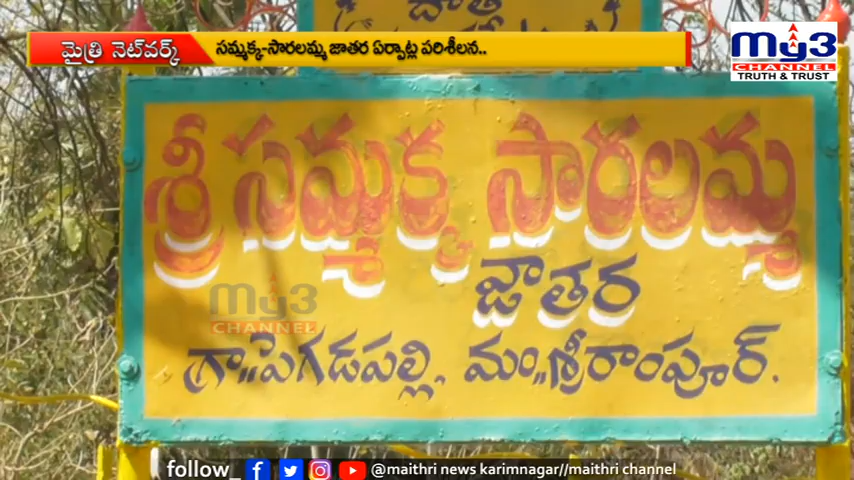 దాత
మైత్రి నెట్‌వర్క్ సమ్మక్క-సారలమ్మ జాతర ఏర్పాట్ల పరిశీలన..
my3
CHANNEL
TRUTH & TRUST
శ్రీ సమ్మక్క సారలమ్మ
జాతర
my3
CHANNEL
గ్రా,,పెగడపల్లి, మం,,శ్రీరాంపూర్.
follow_ @maithri news karimnagar//maithri channel